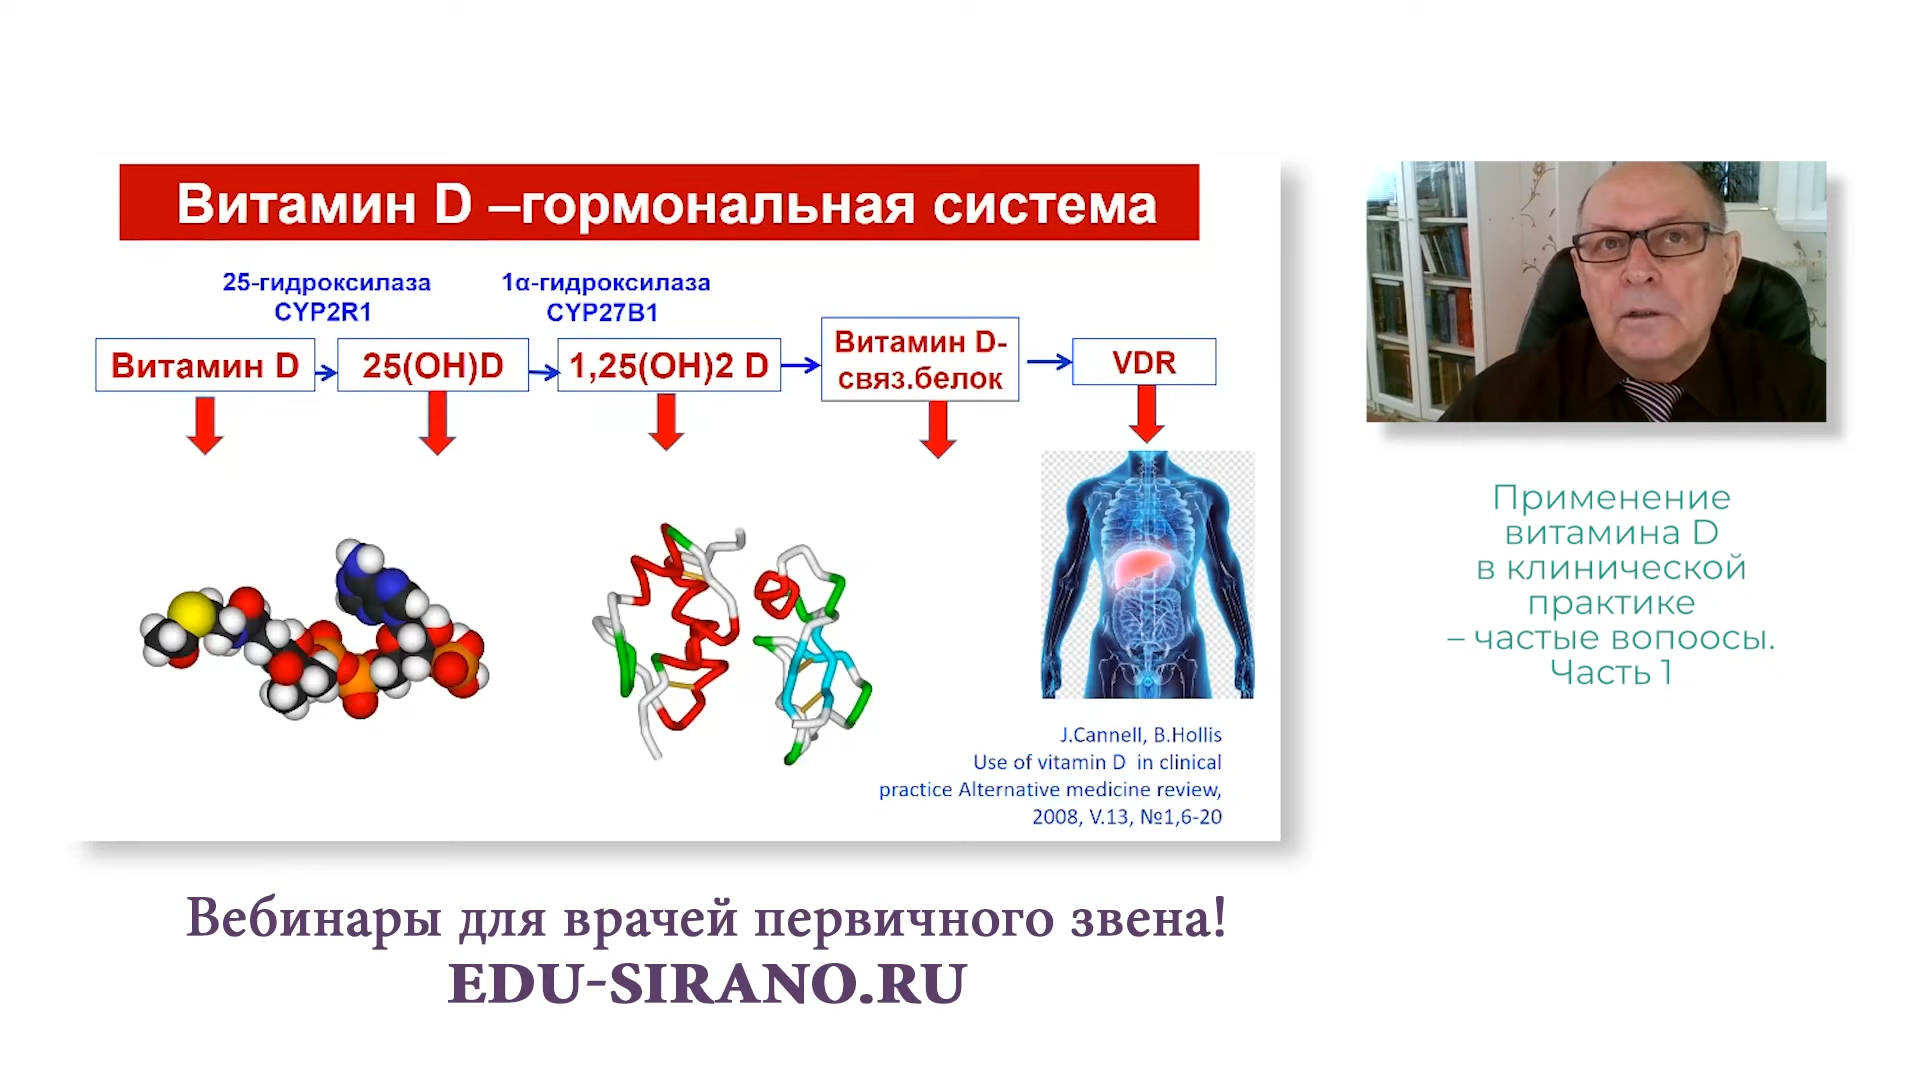 Витамин D –гормональная система
25-гидроксилаза
CYP2R1
1α-гидроксилаза
CYP27B1
Витамин D
25(OH)D
1,25(OH)2 D
Витамин D-
связ.белок
VDR
J.Cannell, B.Hollis
Use of vitamin D in clinical
practice Alternative medicine review,
2008, V.13, №1,6-20
Применение
витамина D
в клинической
практике
– частые вопоосы.
Часть 1
Вебинары для врачей первичного звена!
EDU-SIRANO.RU